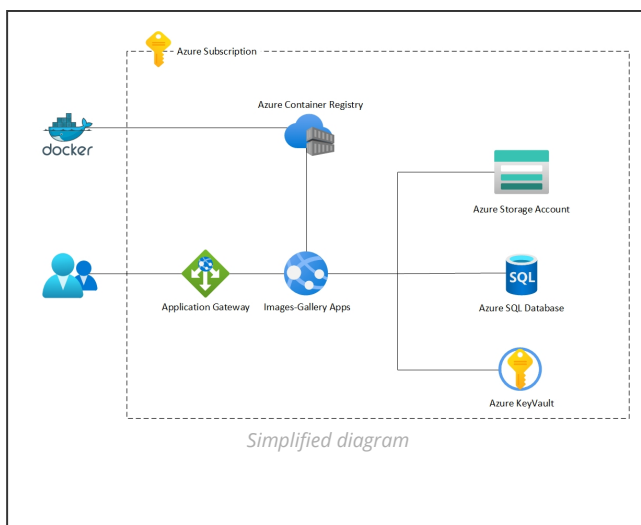 Azure Subscription
Azure Container Registry
docker
Azure Storage Account
Application Gateway
Images-Gallery Apps
SQL
Azure SQL Database
Azure KeyVault
Simplified diagram